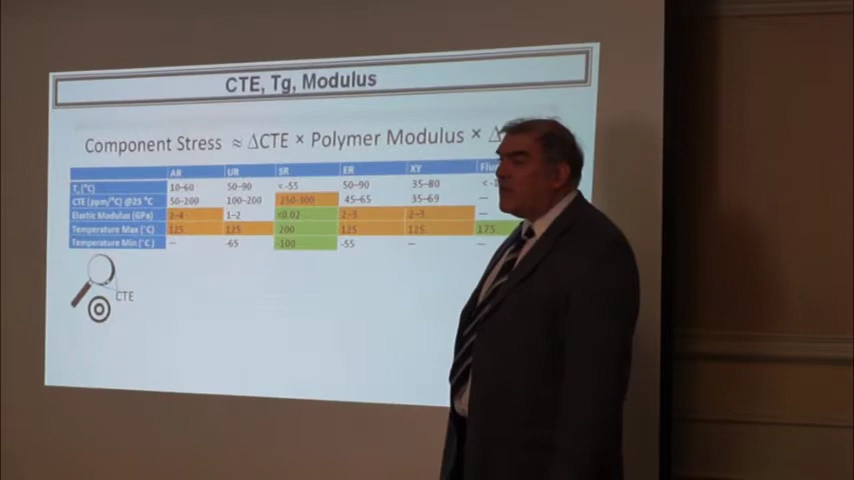 CTE, Tg, Modulus
Component Stress ≈ ΔCTE × Polymer Modulus × Δ
AR UR SR ER XY
Tg (°C) 10–60 50–90 <-55 50–90 35–80
CTE (ppm/°C) @25 °C 50–200 100–200 250-300 45–65 35–69 —
Elastic Modulus (GPa) 2–4 1–2 <0.02 2–3 2–3 —
Temperature Max (°C) 125 125 200 125 125 175
Temperature Min (°C) — -65 -100 -55 — —
CTE